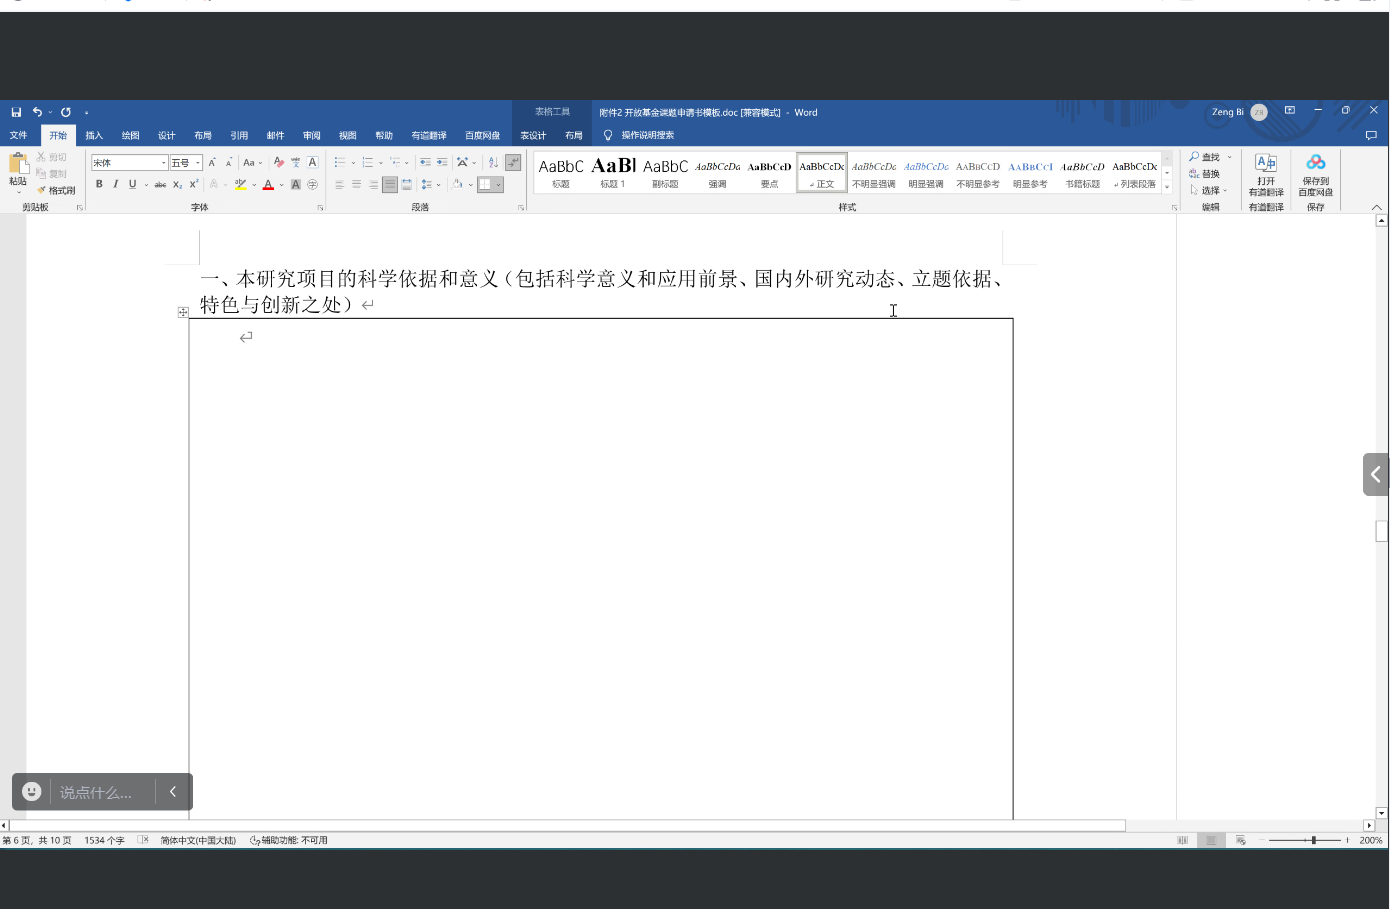 表格工具
附件2 开放基金课题申请书模板.doc [兼容模式] - Word
Zeng Bi
ZB
文件 开始 插入 绘图 设计 布局 引用 邮件 审阅 视图 帮助 有道翻译 百度网盘 表设计 布局 操作说明搜索
粘贴
剪切
复制
格式刷
剪贴板
宋体 五号
字体
段落
AaBbC AaBl AaBbC AaBbCcDc AaBbCcD AaBbCcDc AaBbCcDc AaBbCcDc AaBbCcD AaBbCcI AaBbCcD AaBbCcDc
标题 标题 1 副标题 强调 要点 正文 不明显强调 明显强调 不明显参考 明显参考 书籍标题 列表段落
样式
查找
替换
选择
编辑
打开
有道翻译
有道翻译
保存到
百度网盘
保存
一、本研究项目的科学依据和意义（包括科学意义和应用前景、国内外研究动态、立题依据、
特色与创新之处）
说点什么...
第 6 页，共 10 页 1534 个字 简体中文(中国大陆) 辅助功能: 不可用 200%